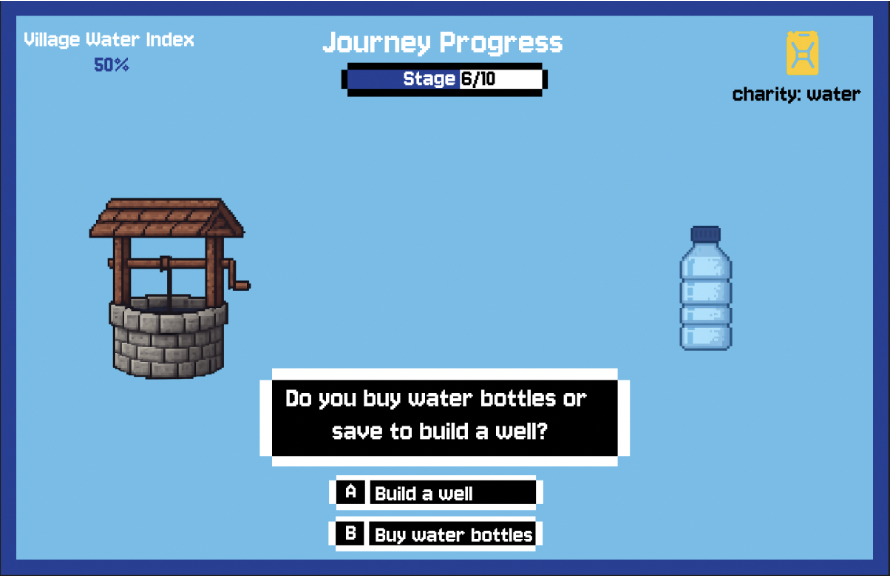 Village Water Index
50%
Journey Progress
Stage 6/10
charity: water
Do you buy water bottles or
save to build a well?
A Build a well
B Buy water bottles